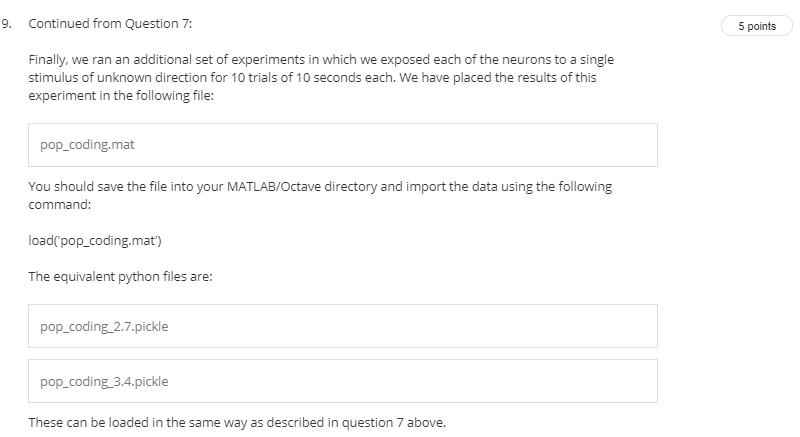 9. Continued from Question 7:
5 points
Finally, we ran an additional set of experiments in which we exposed each of the neurons to a single
stimulus of unknown direction for 10 trials of 10 seconds each. We have placed the results of this
experiment in the following file:
pop_coding.mat
You should save the file into your MATLAB/Octave directory and import the data using the following
command:
load('pop_coding.mat')
The equivalent python files are:
pop_coding_2.7.pickle
pop_coding_3.4.pickle
These can be loaded in the same way as described in question 7 above.